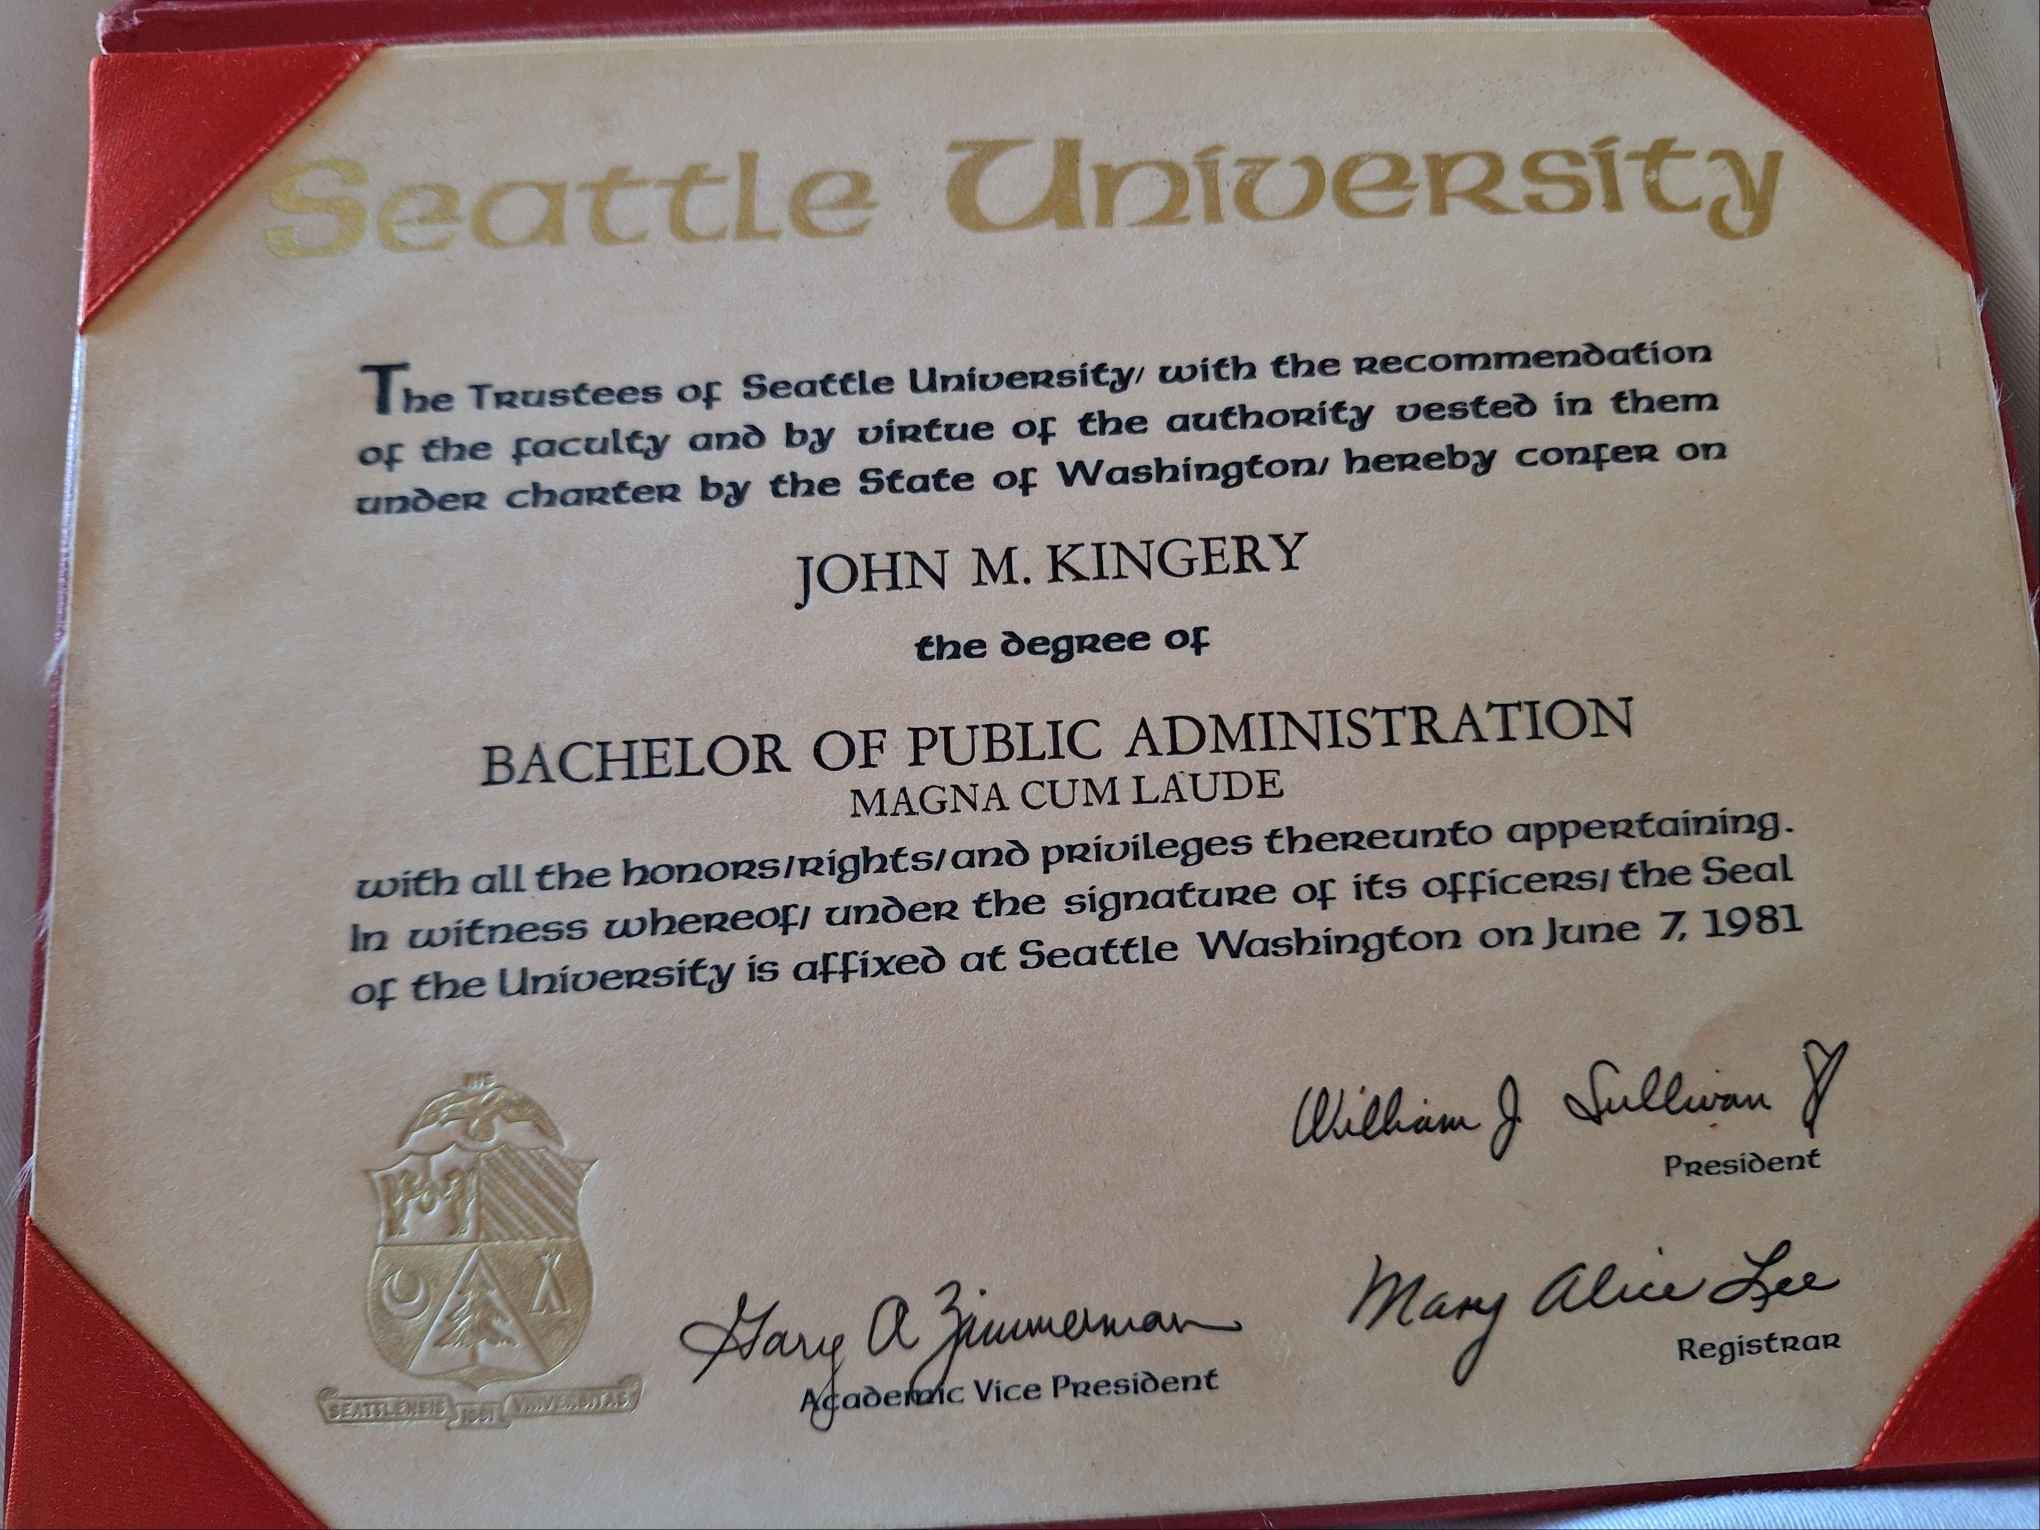 Seattle University
The Trustees of Seattle University, with the recommendation
of the faculty and by virtue of the authority vested in them
under charter by the State of Washington, hereby confer on
JOHN M. KINGERY
the degree of
BACHELOR OF PUBLIC ADMINISTRATION
MAGNA CUM LAUDE
with all the honors, rights, and privileges thereunto appertaining.
In witness whereof, under the signature of its officers, the Seal
of the University is affixed at Seattle Washington on June 7, 1981
William J. Sullivan
President
Gary A Zimmerman
Academic Vice President
Mary Alice Lee
Registrar
SEATTLENSIS 1891 UNIVERSITAS